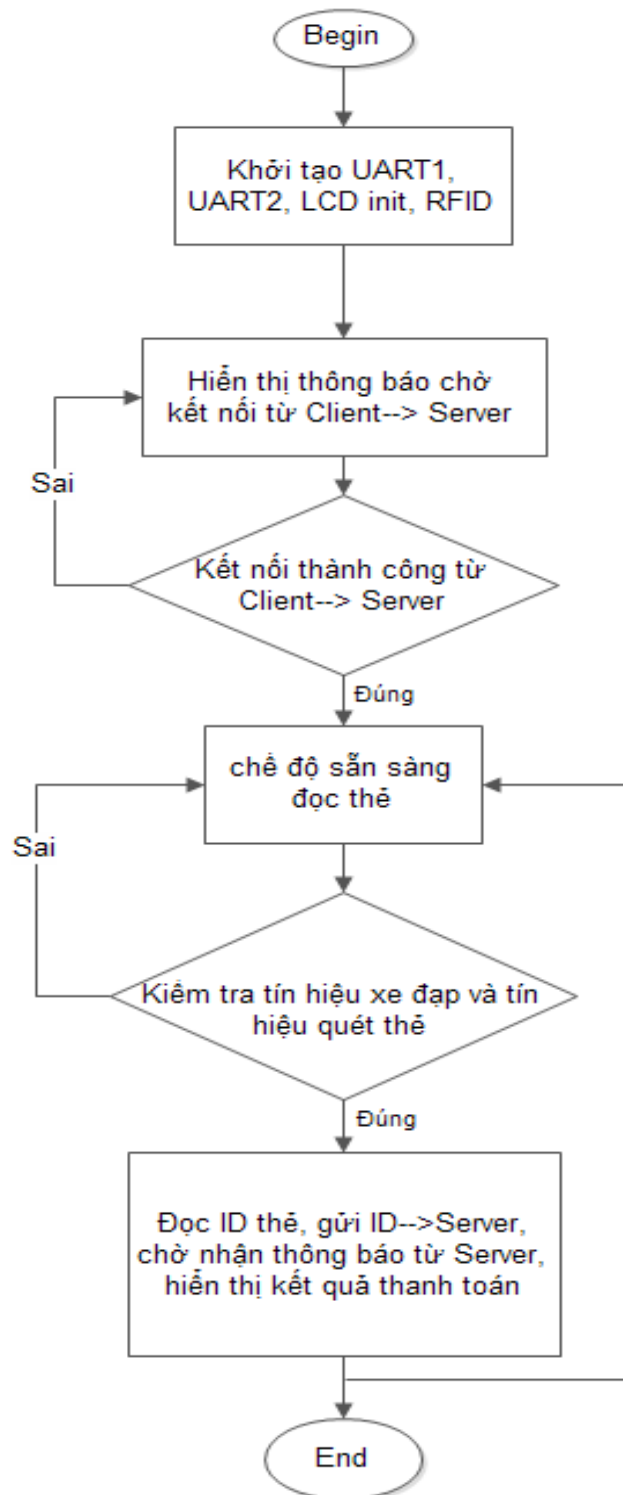 Begin
Khởi tạo UART1,
UART2, LCD init, RFID
Hiển thị thông báo chờ
kết nối từ Client--> Server
Sai
Kết nối thành công từ
Client--> Server
Đúng
chế độ sẵn sàng
đọc thẻ
Sai
Kiểm tra tín hiệu xe đạp và tín
hiệu quét thẻ
Đúng
Đọc ID thẻ, gửi ID-->Server,
chờ nhận thông báo từ Server,
hiển thị kết quả thanh toán
End